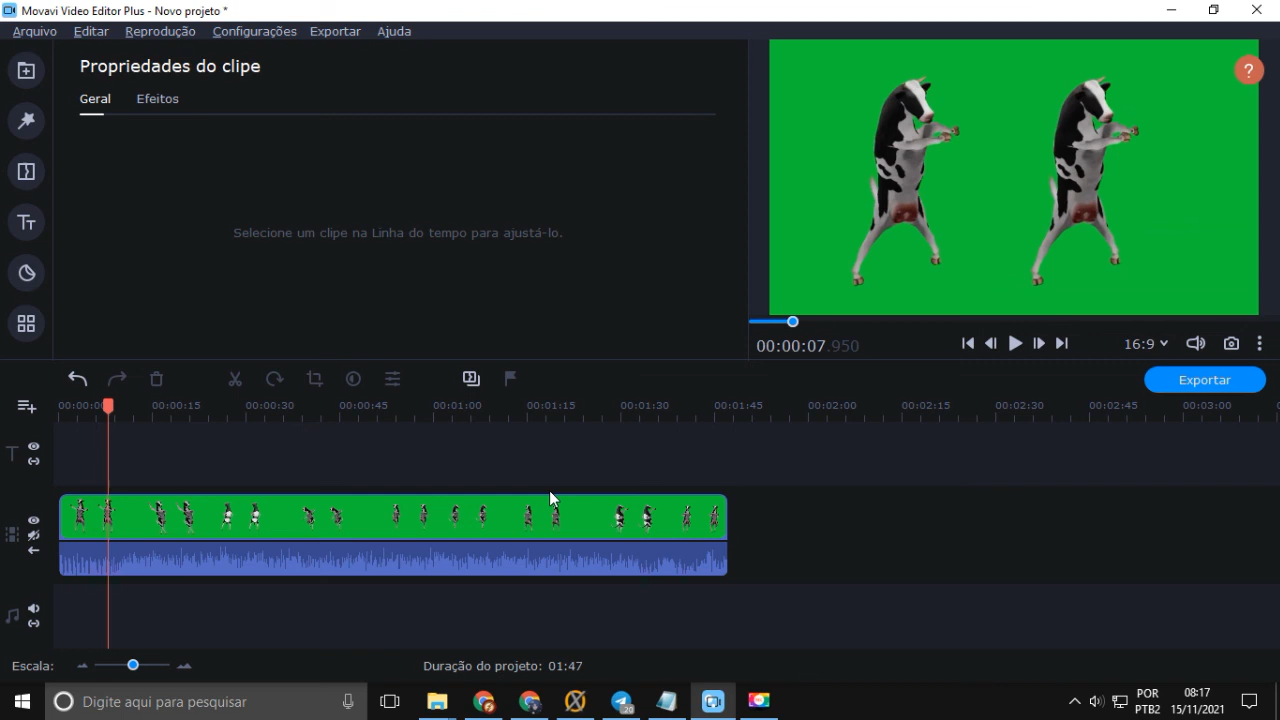 Movavi Video Editor Plus - Novo projeto *
Arquivo Editar Reprodução Configurações Exportar Ajuda
Propriedades do clipe
Geral Efeitos
Selecione um clipe na Linha do tempo para ajustá-lo.
?
00:00:07.950
16:9
Exportar
00:00:00 00:00:15 00:00:30 00:00:45 00:01:00 00:01:15 00:01:30 00:01:45 00:02:00 00:02:15 00:02:30 00:02:45 00:03:00
Escala:
Duração do projeto: 01:47
Digite aqui para pesquisar
20
POR
PTB2
08:17
15/11/2021